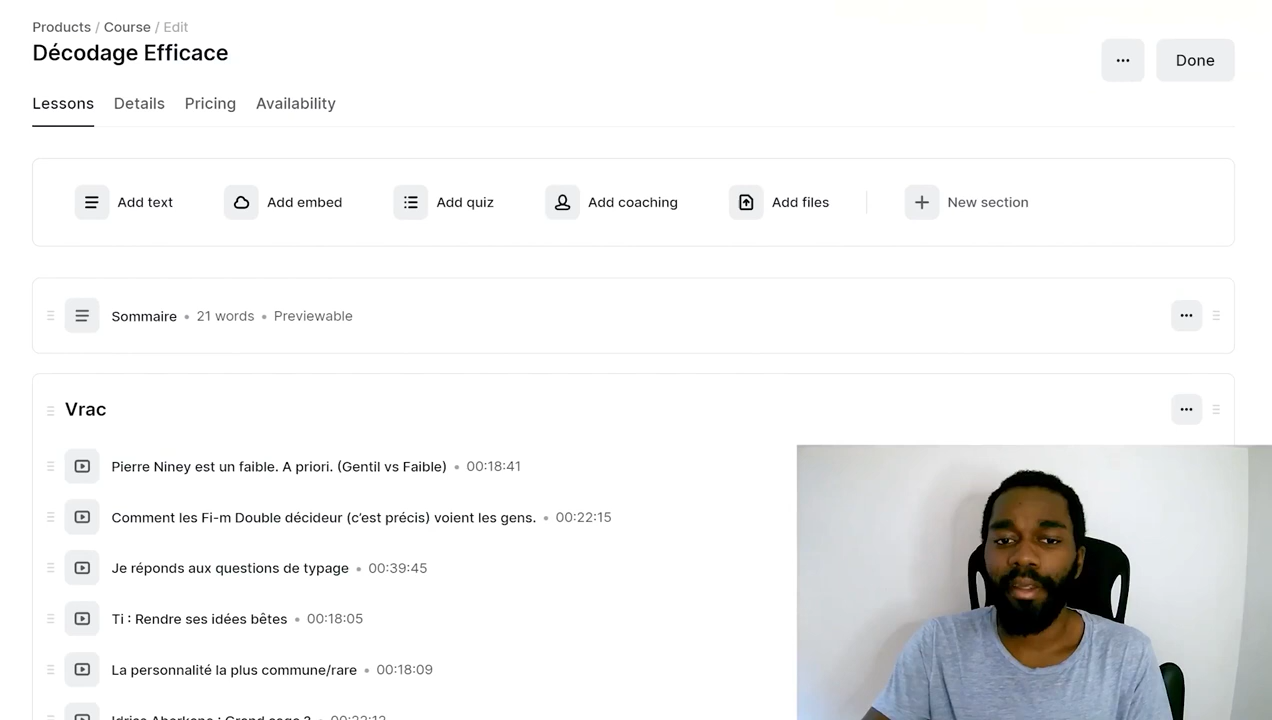 Products / Course / Edit
Décodage Efficace
... Done
Lessons Details Pricing Availability
Add text Add embed Add quiz Add coaching Add files New section
Sommaire • 21 words • Previewable
Vrac
Pierre Niney est un faible. A priori. (Gentil vs Faible) • 00:18:41
Comment les Fi-m Double décideur (c'est précis) voient les gens. • 00:22:15
Je réponds aux questions de typage • 00:39:45
Ti : Rendre ses idées bêtes • 00:18:05
La personnalité la plus commune/rare • 00:18:09